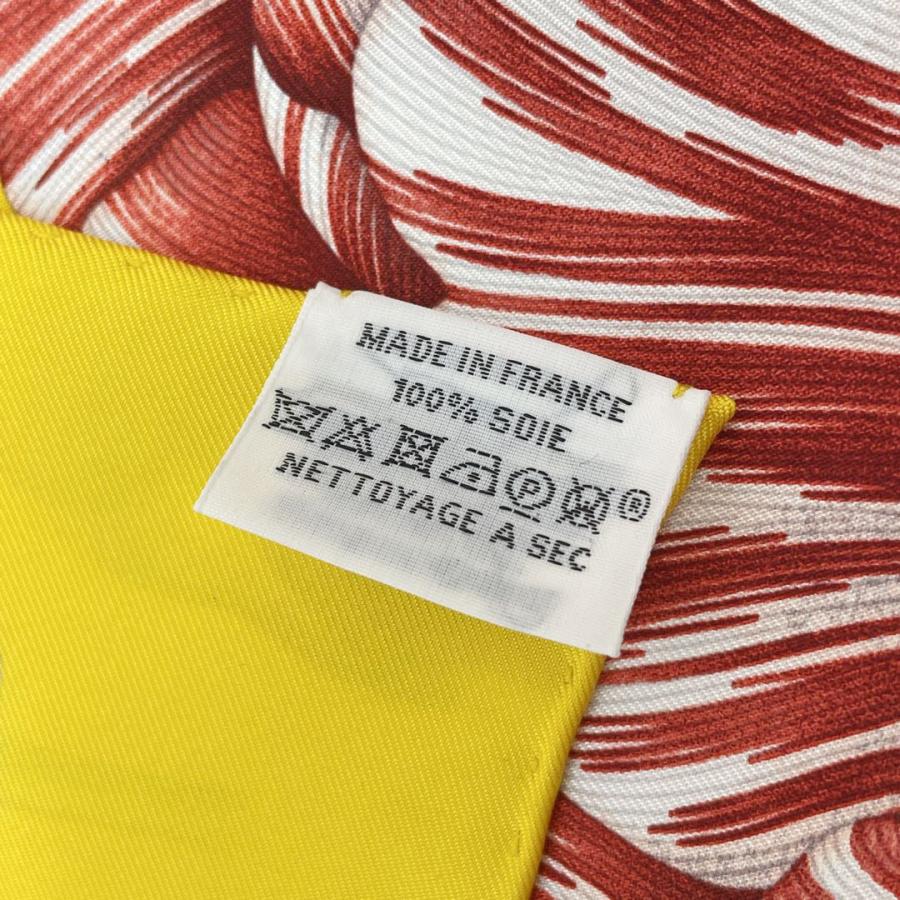 MADE IN FRANCE
100% SOIE
P ®
NETTOYAGE A SEC